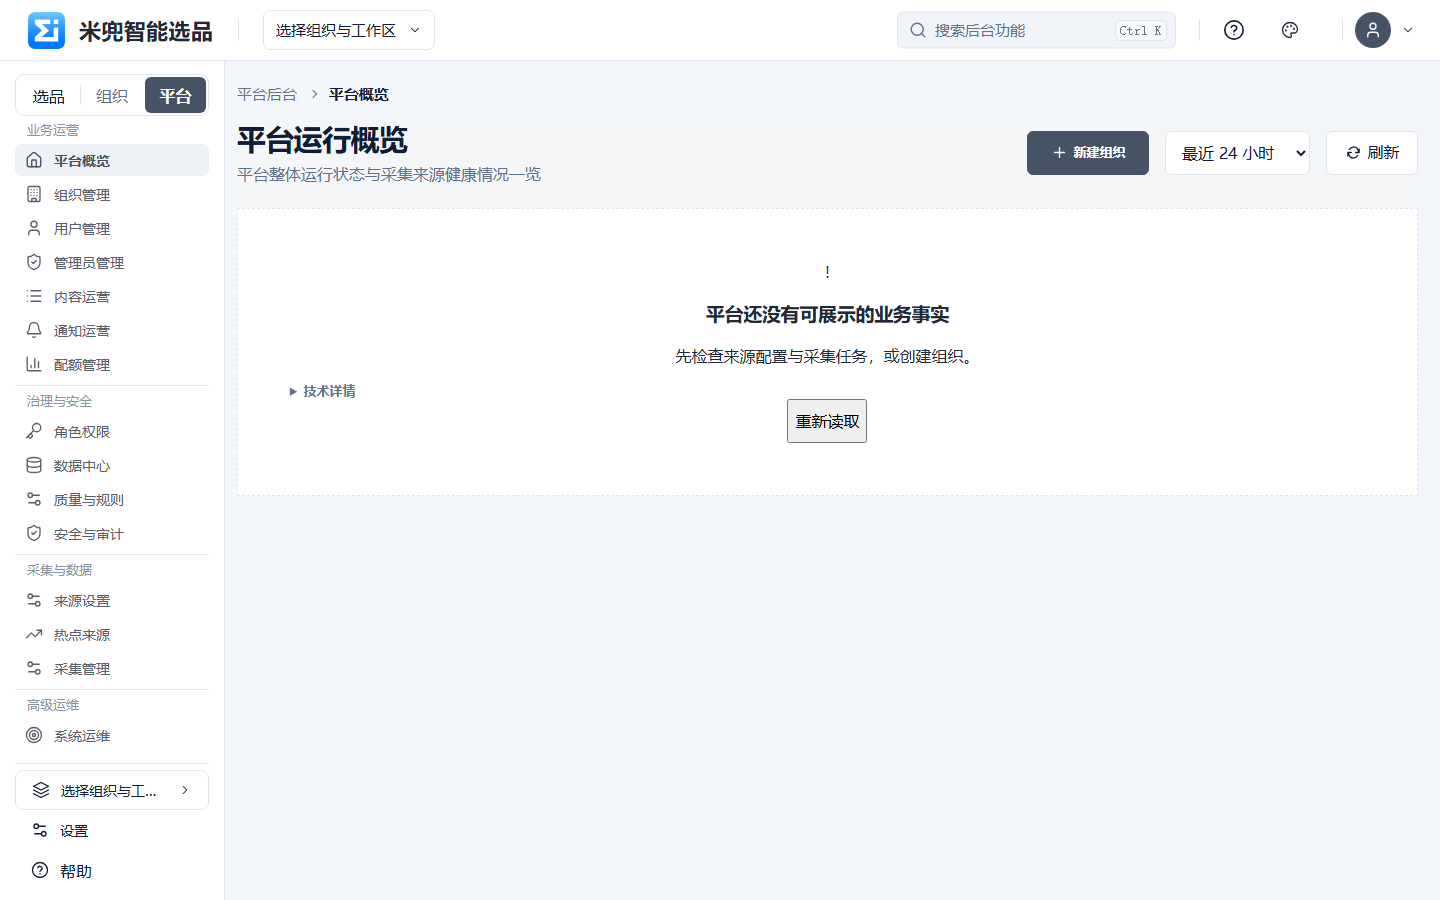 米兜智能选品
选择组织与工作区
搜索后台功能
Ctrl K
选品
组织
平台
业务运营
平台概览
组织管理
用户管理
管理员管理
内容运营
通知运营
配额管理
治理与安全
角色权限
数据中心
质量与规则
安全与审计
采集与数据
来源设置
热点来源
采集管理
高级运维
系统运维
选择组织与工...
设置
帮助
平台后台
平台概览
平台运行概览
平台整体运行状态与采集来源健康情况一览
新建组织
最近 24 小时
刷新
!
平台还没有可展示的业务事实
先检查来源配置与采集任务，或创建组织。
技术详情
重新读取